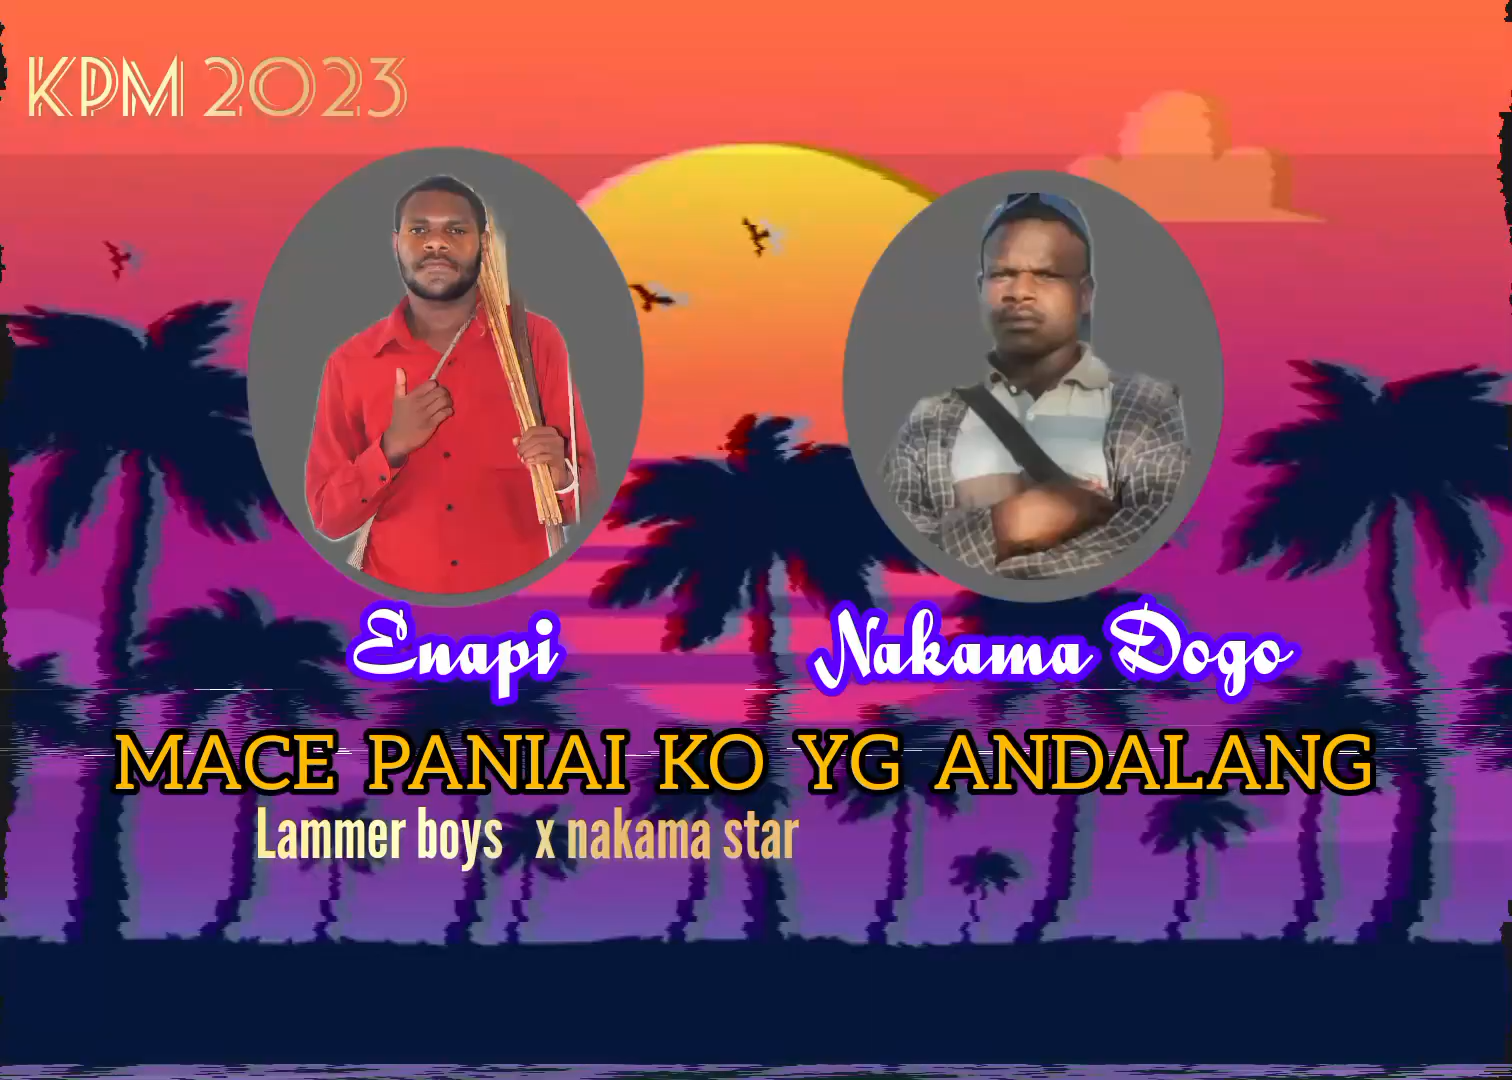 KPM 2023
Enapi
Nakama Dogo
MACE PANIAI KO YG ANDALANG
Lammer boys x nakama star